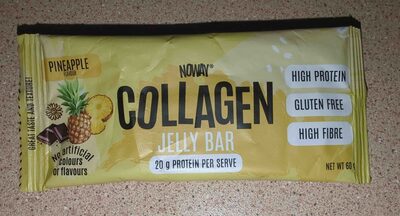 GREAT TASTE AND TEXTURE!
PINEAPPLE
FLAVOUR
No artificial
colours
or flavours
NOWAY®
COLLAGEN
JELLY BAR
20 g PROTEIN PER SERVE
HIGH PROTEIN
GLUTEN FREE
HIGH FIBRE
NET WT 60